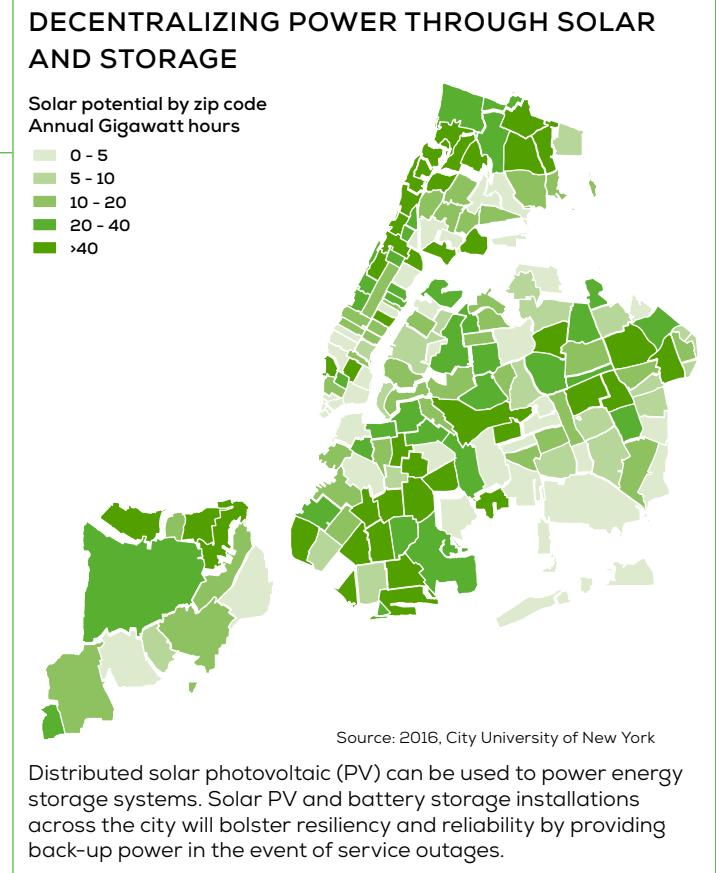 DECENTRALIZING POWER THROUGH SOLAR
AND STORAGE
Solar potential by zip code
Annual Gigawatt hours
0 - 5
5 - 10
10 - 20
20 - 40
>40
Source: 2016, City University of New York
Distributed solar photovoltaic (PV) can be used to power energy
storage systems. Solar PV and battery storage installations
across the city will bolster resiliency and reliability by providing
back-up power in the event of service outages.